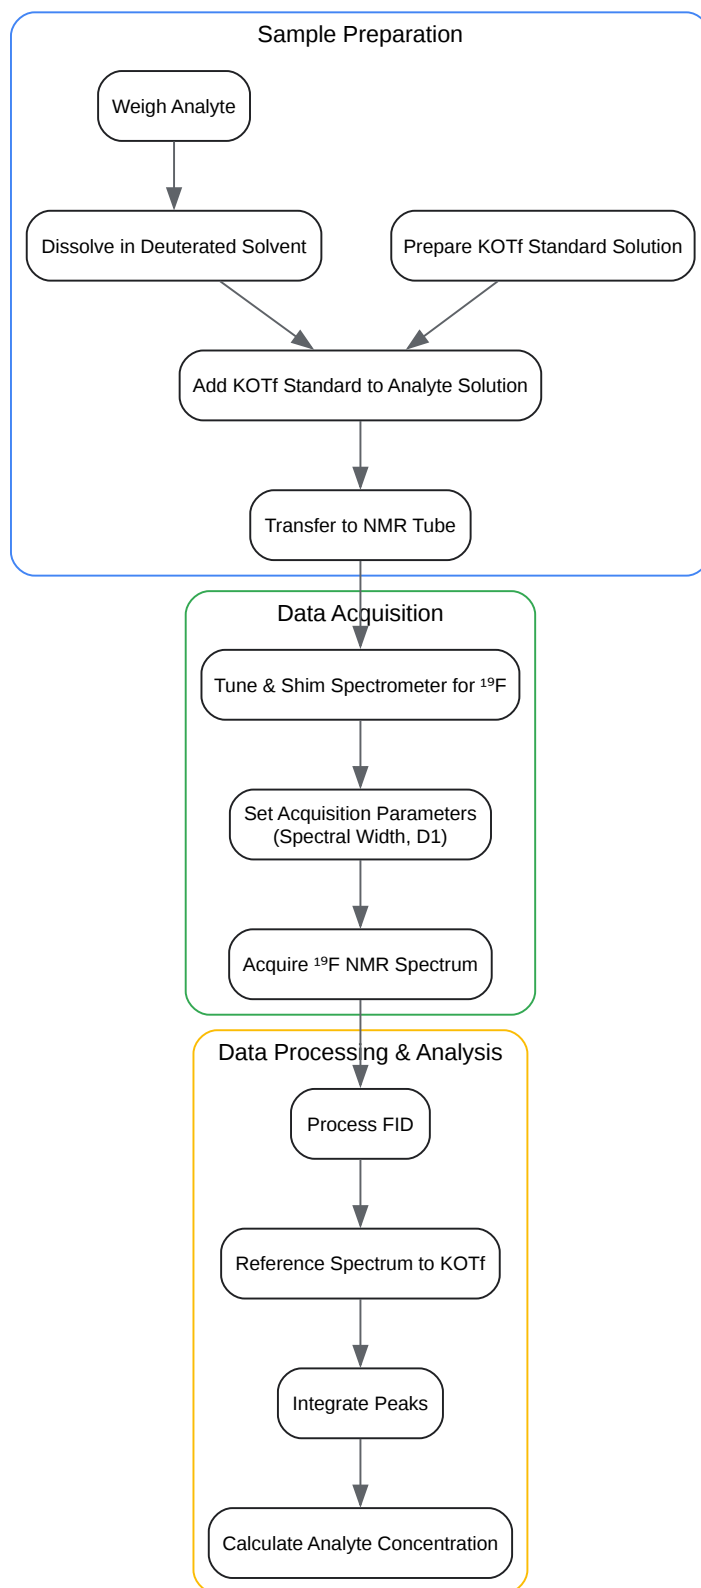 Sample Preparation
Weigh Analyte
Dissolve in Deuterated Solvent
Prepare KOTf Standard Solution
Add KOTf Standard to Analyte Solution
Transfer to NMR Tube
Data Acquisition
Tune & Shim Spectrometer for ¹⁹F
Set Acquisition Parameters
(Spectral Width, D1)
Acquire ¹⁹F NMR Spectrum
Data Processing & Analysis
Process FID
Reference Spectrum to KOTf
Integrate Peaks
Calculate Analyte Concentration